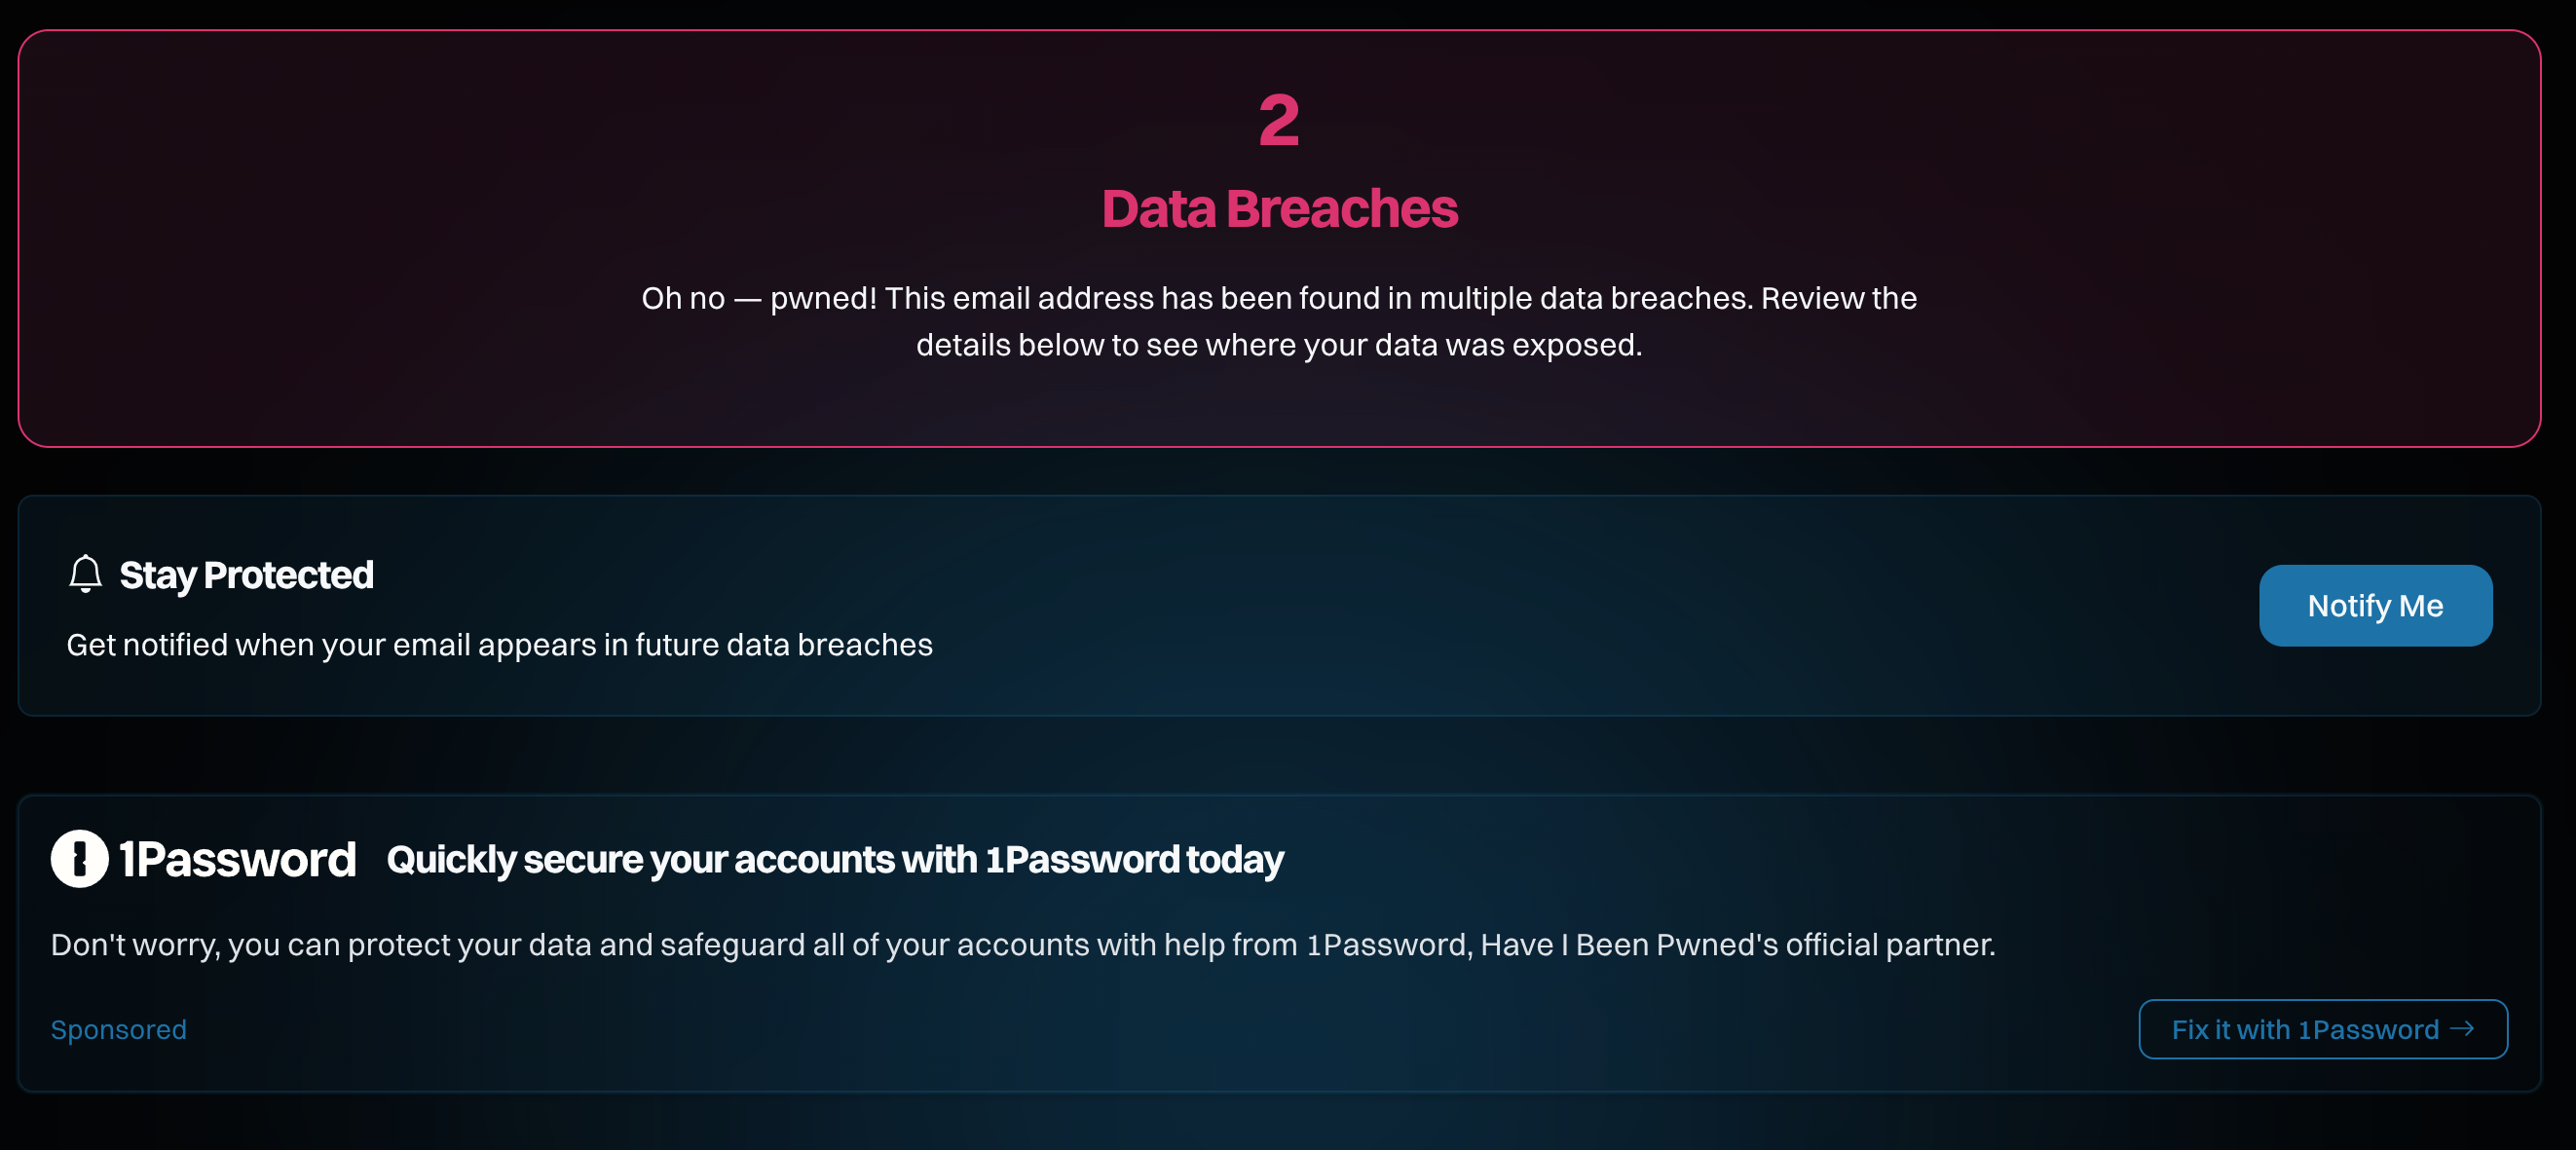 2
Data Breaches
Oh no — pwned! This email address has been found in multiple data breaches. Review the
details below to see where your data was exposed.
Stay Protected
Get notified when your email appears in future data breaches
Notify Me
1Password Quickly secure your accounts with 1Password today
Don't worry, you can protect your data and safeguard all of your accounts with help from 1Password, Have I Been Pwned's official partner.
Sponsored
Fix it with 1Password →